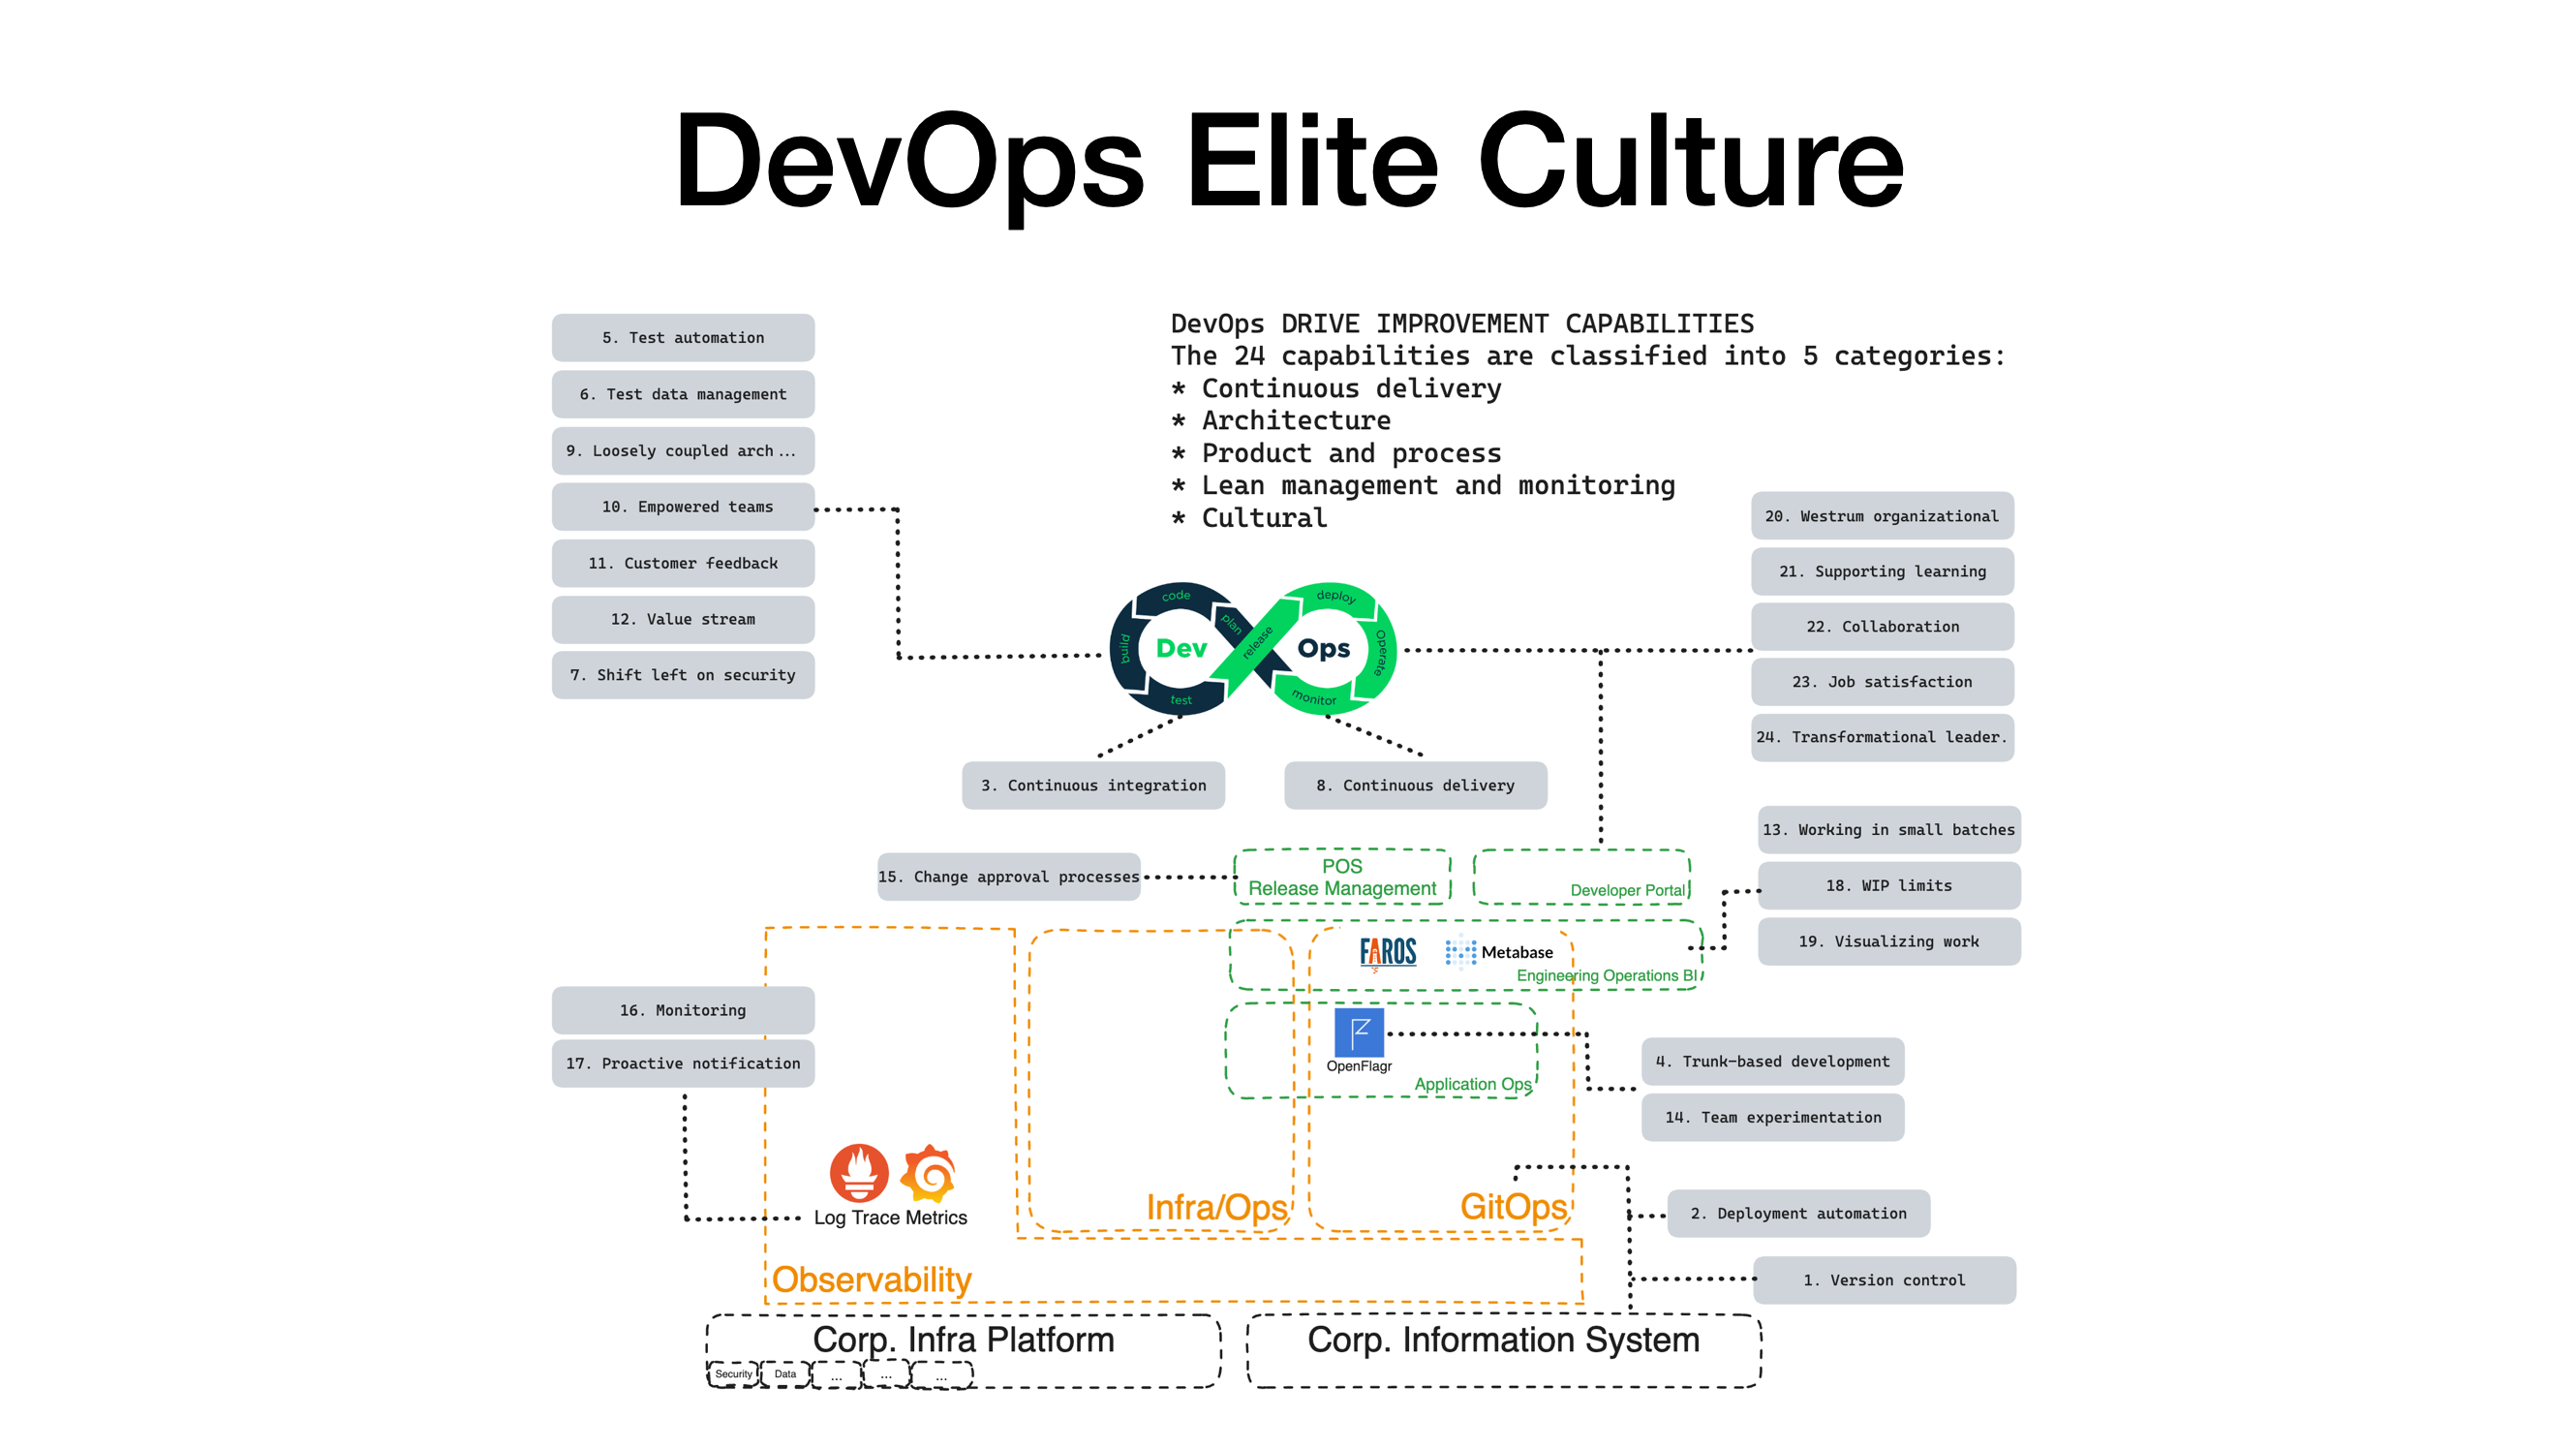 DevOps Elite Culture
DevOps DRIVE IMPROVEMENT CAPABILITIES
The 24 capabilities are classified into 5 categories:
* Continuous delivery
* Architecture
* Product and process
* Lean management and monitoring
* Cultural
5. Test automation
6. Test data management
9. Loosely coupled arch...
10. Empowered teams
11. Customer feedback
12. Value stream
7. Shift left on security
code
plan
build
test
Dev
release
deploy
Operate
monitor
Ops
20. Westrum organizational
21. Supporting learning
22. Collaboration
23. Job satisfaction
24. Transformational leader.
3. Continuous integration
8. Continuous delivery
13. Working in small batches
18. WIP limits
19. Visualizing work
15. Change approval processes
POS
Release Management
Developer Portal
FAROS
Metabase
Engineering Operations BI
16. Monitoring
17. Proactive notification
OpenFlagr
Application Ops
4. Trunk-based development
14. Team experimentation
Log Trace Metrics
Infra/Ops
GitOps
2. Deployment automation
1. Version control
Observability
Corp. Infra Platform
Security
Data
...
...
...
Corp. Information System